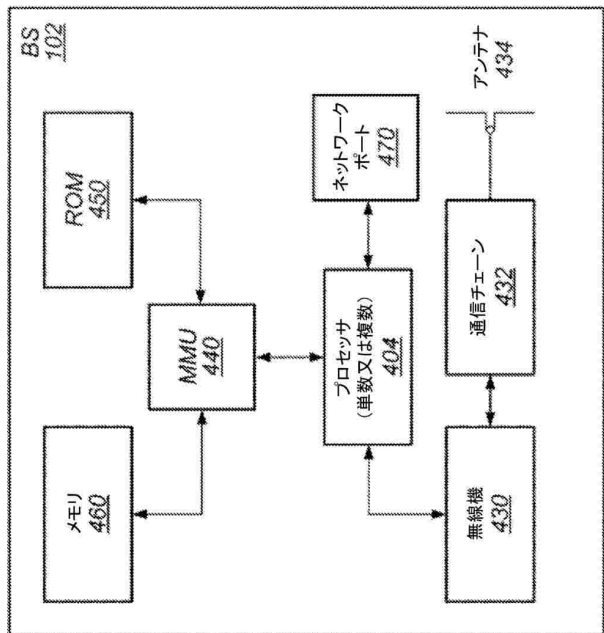 BS
102
メモリ
460
ROM
450
MMU
440
プロセッサ
(単数又は複数)
404
ネットワーク
ポート
470
無線機
430
通信チェーン
432
アンテナ
434